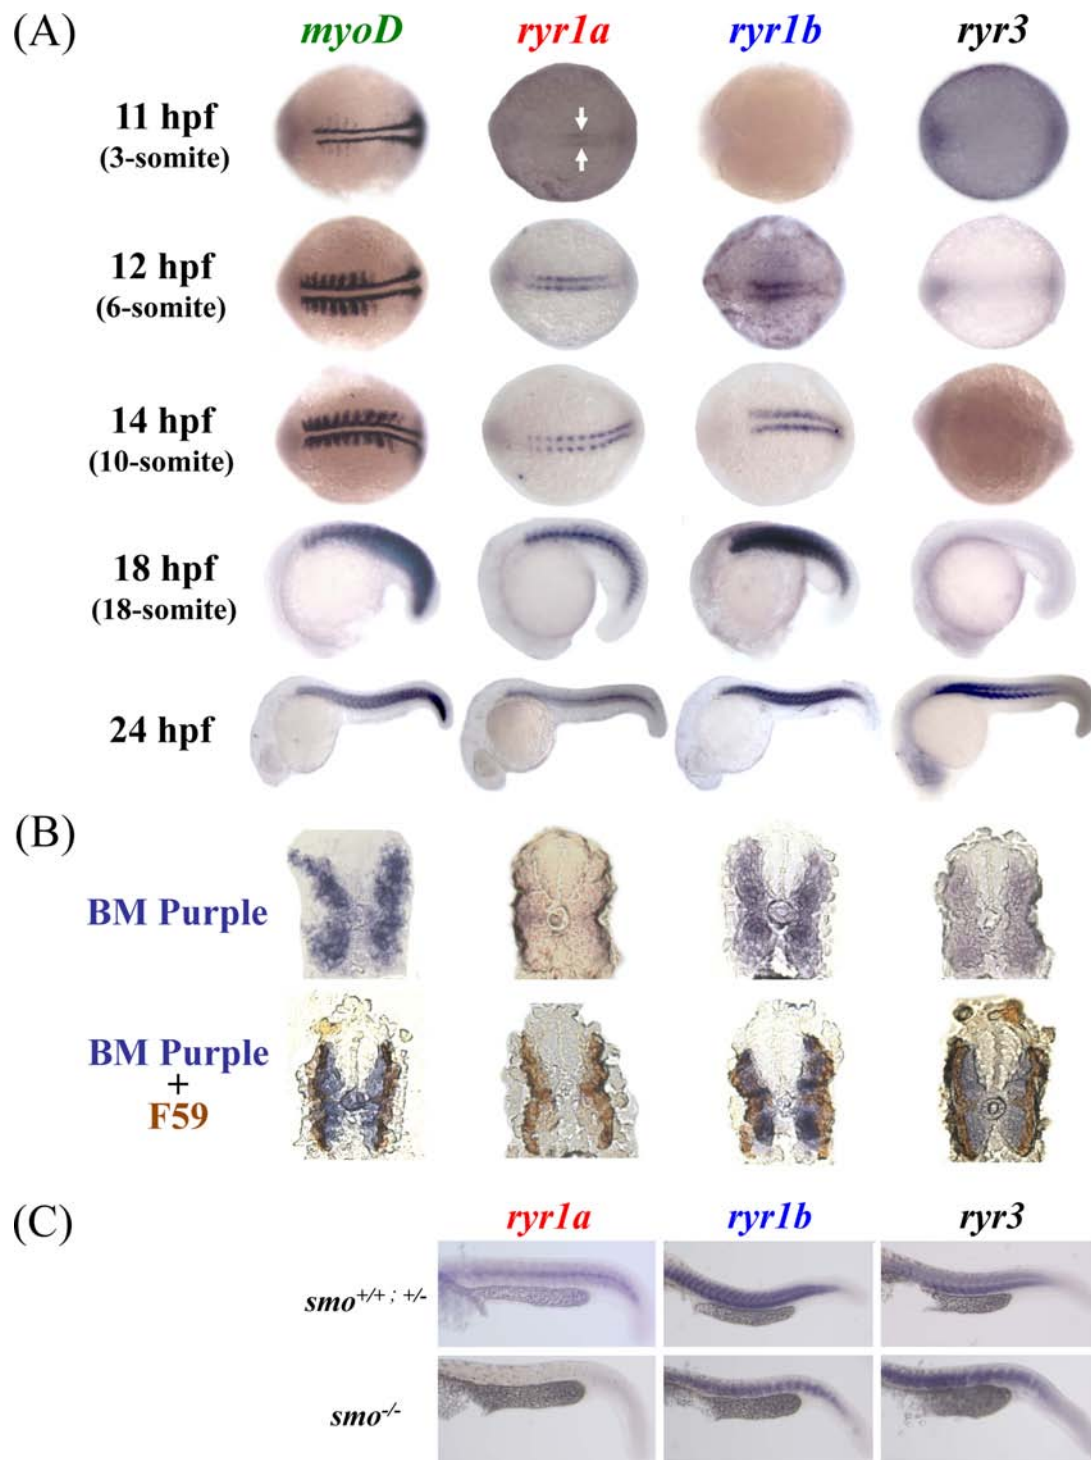 (A) myoD ryr1a ryr1b ryr3
11 hpf
(3-somite)
12 hpf
(6-somite)
14 hpf
(10-somite)
18 hpf
(18-somite)
24 hpf
(B)
BM Purple
BM Purple
+
F59
(C) ryr1a ryr1b ryr3
smo+/+ ; +/-
smo-/-